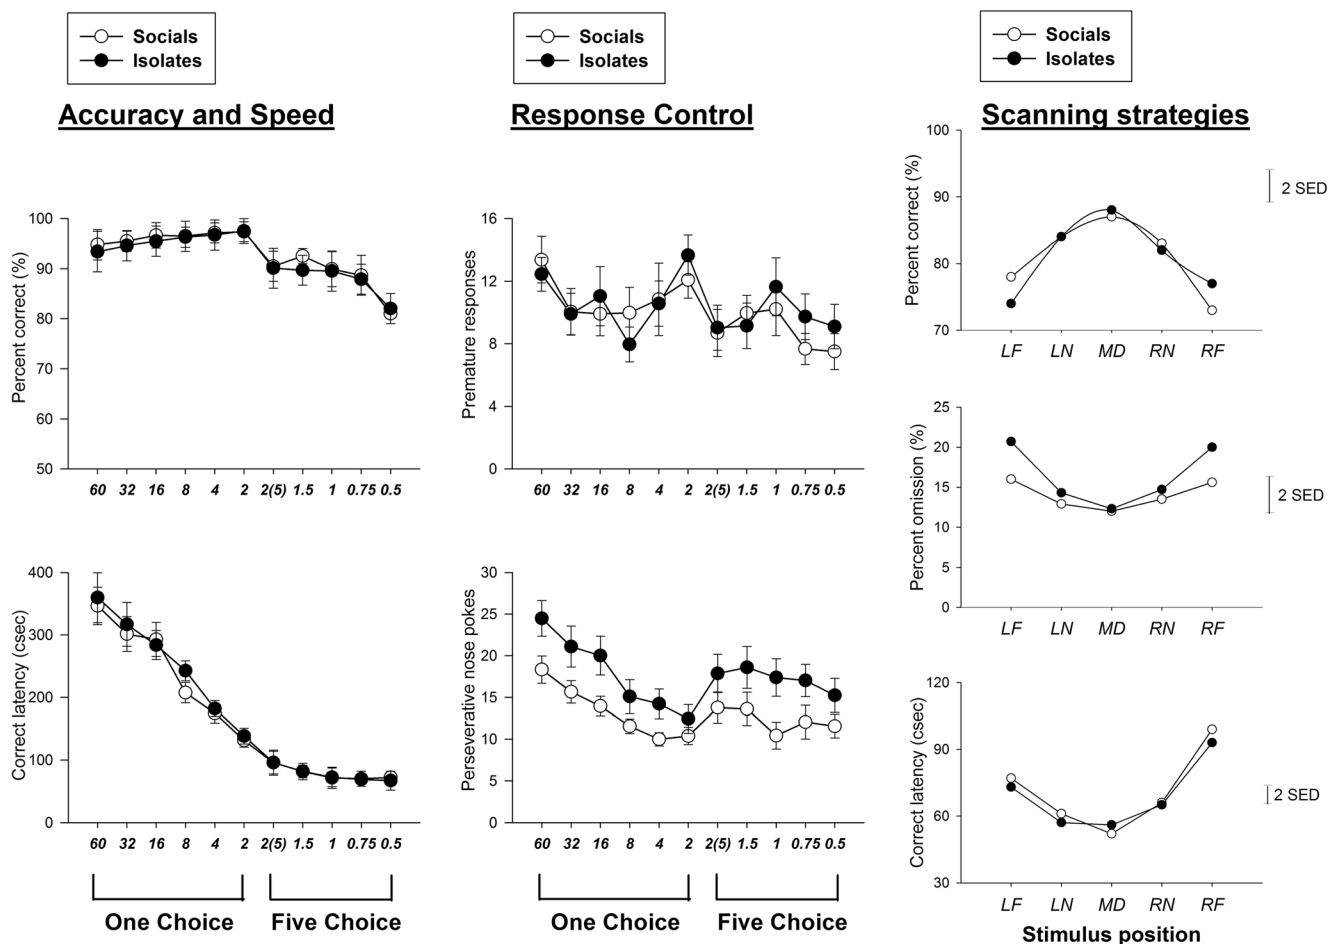 Socials
Isolates
Accuracy and Speed
Percent correct (%)
100
90
80
70
60
50
60 32 16 8 4 2 2(5) 1.5 1 0.75 0.5
Correct latency (csec)
400
300
200
100
0
60 32 16 8 4 2 2(5) 1.5 1 0.75 0.5
One Choice Five Choice
Socials
Isolates
Response Control
Premature responses
16
12
8
4
0
60 32 16 8 4 2 2(5) 1.5 1 0.75 0.5
Perseverative nose pokes
30
25
20
15
10
5
0
60 32 16 8 4 2 2(5) 1.5 1 0.75 0.5
One Choice Five Choice
Socials
Isolates
Scanning strategies
Percent correct (%)
100
90
80
70
LF LN MD RN RF
2 SED
Percent omission (%)
25
20
15
10
5
0
LF LN MD RN RF
2 SED
Correct latency (csec)
120
90
60
30
LF LN MD RN RF
2 SED
Stimulus position